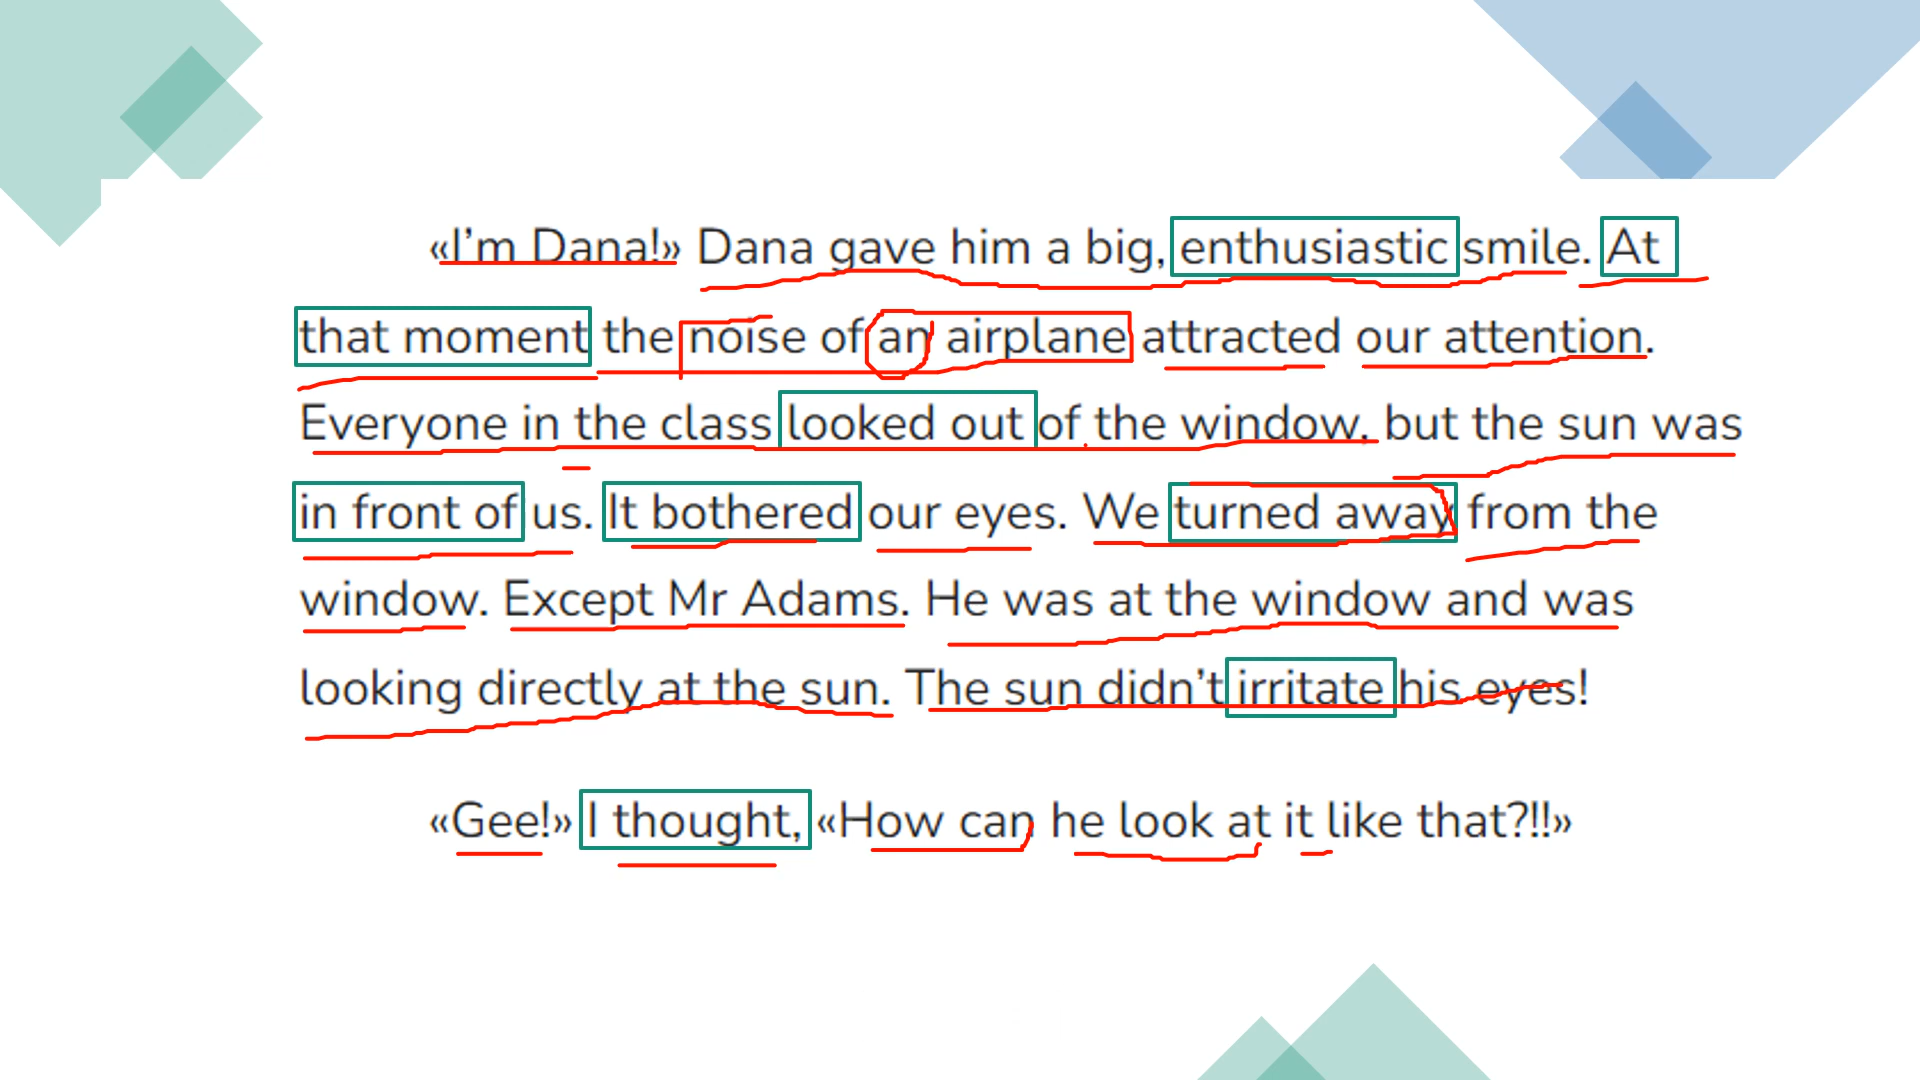 «I’m Dana!» Dana gave him a big, enthusiastic smile. At
that moment the noise of an airplane attracted our attention.
Everyone in the class looked out of the window, but the sun was
in front of us. It bothered our eyes. We turned away from the
window. Except Mr Adams. He was at the window and was
looking directly at the sun. The sun didn’t irritate his eyes!
«Gee!» I thought, «How can he look at it like that?!!»